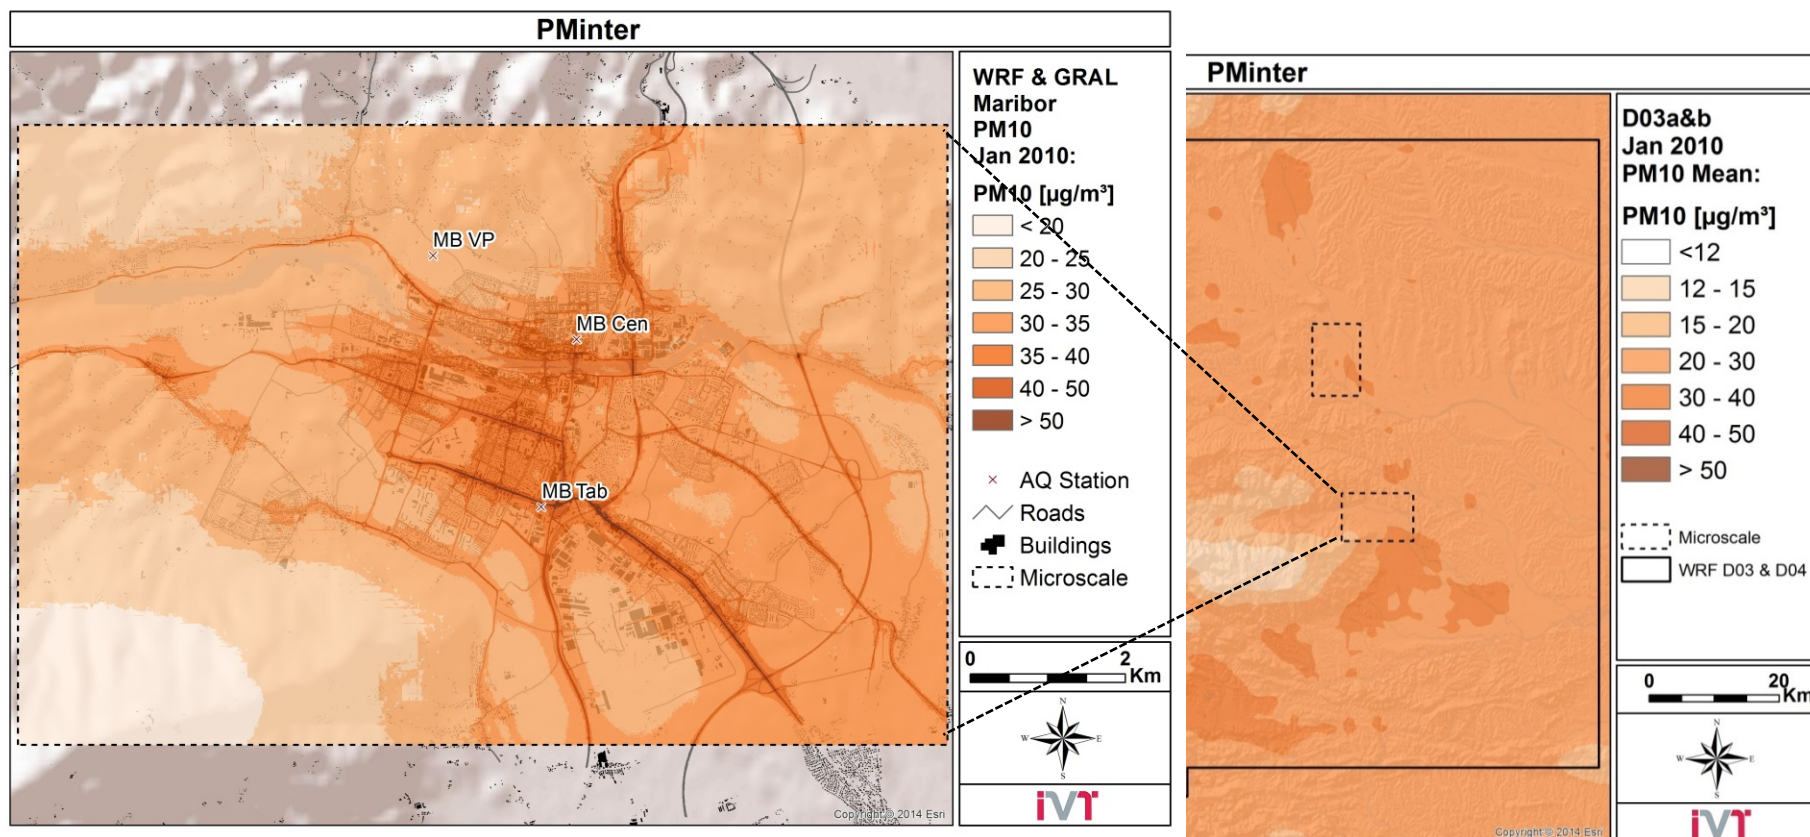 PMinter
WRF & GRAL
Maribor
PM10
Jan 2010:
PM10 [µg/m³]
< 20
20 - 25
25 - 30
30 - 35
35 - 40
40 - 50
> 50
AQ Station
Roads
Buildings
Microscale
0 2
Km
N
W E
S
iVT
MB VP
MB Cen
MB Tab
Copyright:© 2014 Esri
PMinter
D03a&b
Jan 2010
PM10 Mean:
PM10 [µg/m³]
<12
12 - 15
15 - 20
20 - 30
30 - 40
40 - 50
> 50
Microscale
WRF D03 & D04
0 20
Km
N
W E
S
iVT
Copyright:© 2014 Esri